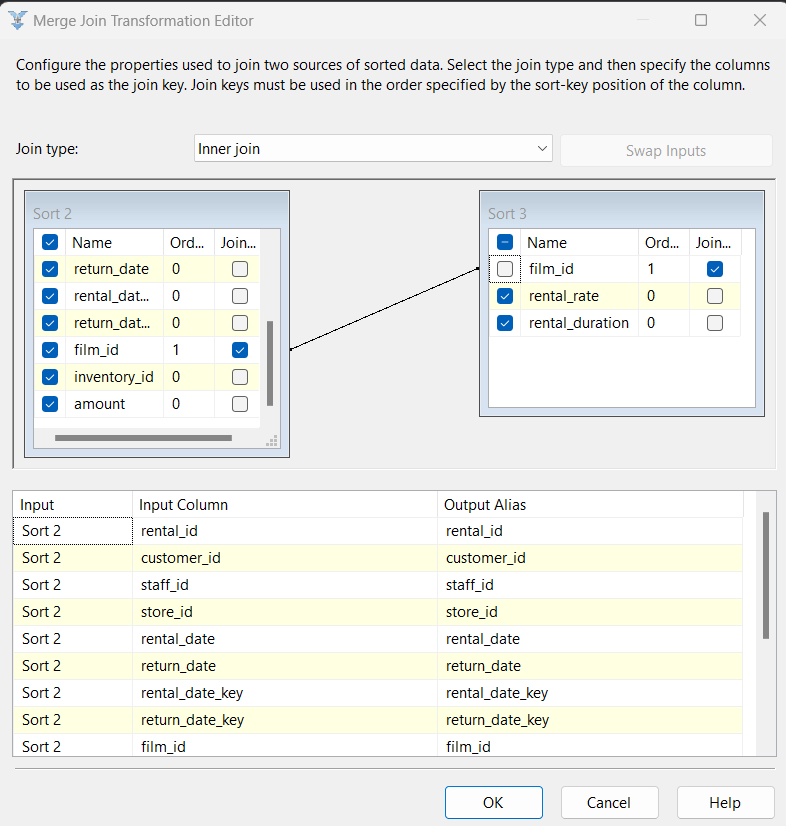 Merge Join Transformation Editor
Configure the properties used to join two sources of sorted data. Select the join type and then specify the columns
to be used as the join key. Join keys must be used in the order specified by the sort-key position of the column.
Join type: Inner join Swap Inputs
Sort 2
Name Ord... Join...
return_date 0
rental_dat... 0
return_dat... 0
film_id 1
inventory_id 0
amount 0
Sort 3
Name Ord... Join...
film_id 1
rental_rate 0
rental_duration 0
Input Input Column Output Alias
Sort 2 rental_id rental_id
Sort 2 customer_id customer_id
Sort 2 staff_id staff_id
Sort 2 store_id store_id
Sort 2 rental_date rental_date
Sort 2 return_date return_date
Sort 2 rental_date_key rental_date_key
Sort 2 return_date_key return_date_key
Sort 2 film_id film_id
OK Cancel Help